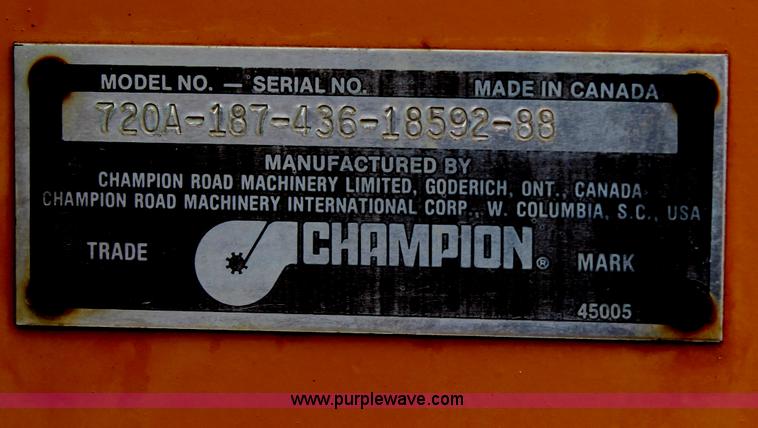 MODEL NO. — SERIAL NO. MADE IN CANADA
720A-187-436-18592-88
MANUFACTURED BY
CHAMPION ROAD MACHINERY LIMITED, GODERICH, ONT., CANADA
CHAMPION ROAD MACHINERY INTERNATIONAL CORP., W. COLUMBIA, S.C., USA
TRADE CHAMPION® MARK
45005
www.purplewave.com